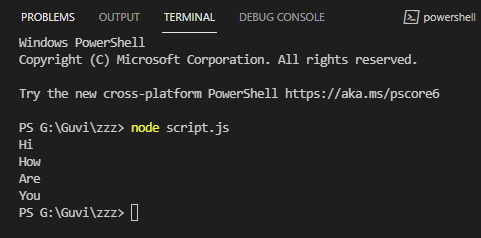 PROBLEMS OUTPUT TERMINAL DEBUG CONSOLE powershell
Windows PowerShell
Copyright (C) Microsoft Corporation. All rights reserved.
Try the new cross-platform PowerShell https://aka.ms/pscore6
PS G:\Guvi\zzz> node script.js
Hi
How
Are
You
PS G:\Guvi\zzz>